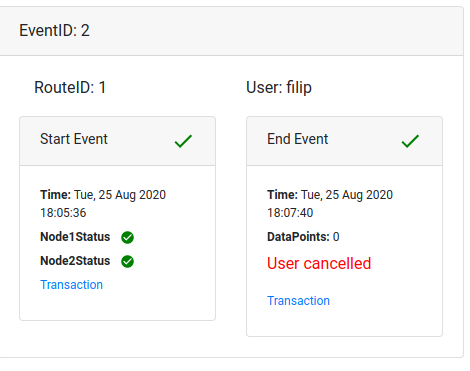 EventID: 2
RouteID: 1
User: filip
Start Event
Time: Tue, 25 Aug 2020
18:05:36
Node1Status
Node2Status
Transaction
End Event
Time: Tue, 25 Aug 2020
18:07:40
DataPoints: 0
User cancelled
Transaction